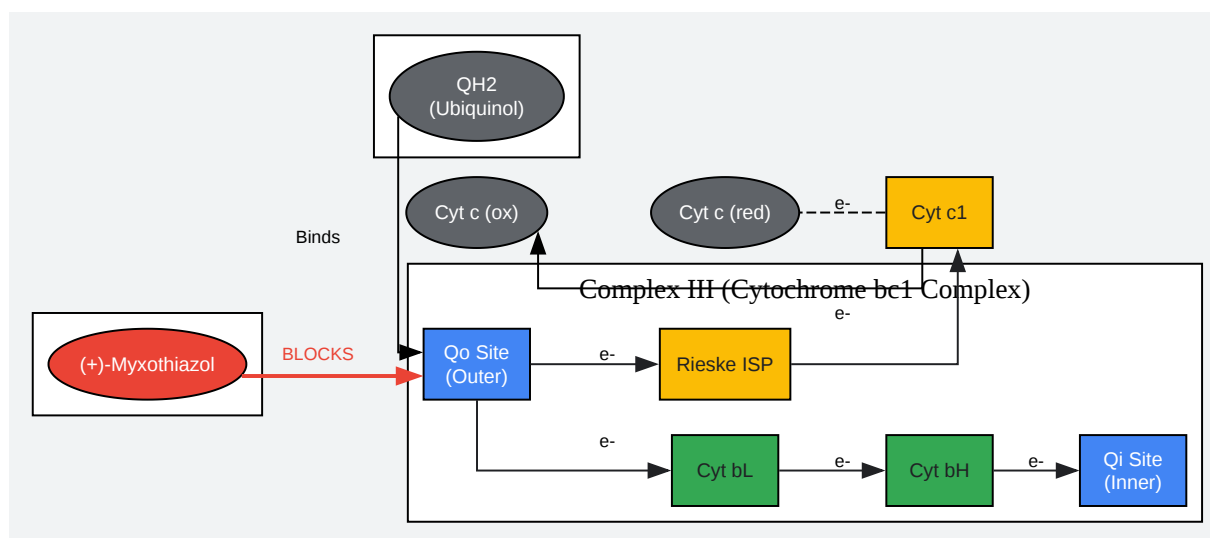 QH2
(Ubiquinol)
Cyt c (ox)
Cyt c (red)
e-
Cyt c1
Binds
Complex III (Cytochrome bc1 Complex)
e-
(+)-Myxothiazol
BLOCKS
Qo Site
(Outer)
e-
Rieske ISP
e-
Cyt bL
e-
Cyt bH
e-
Qi Site
(Inner)